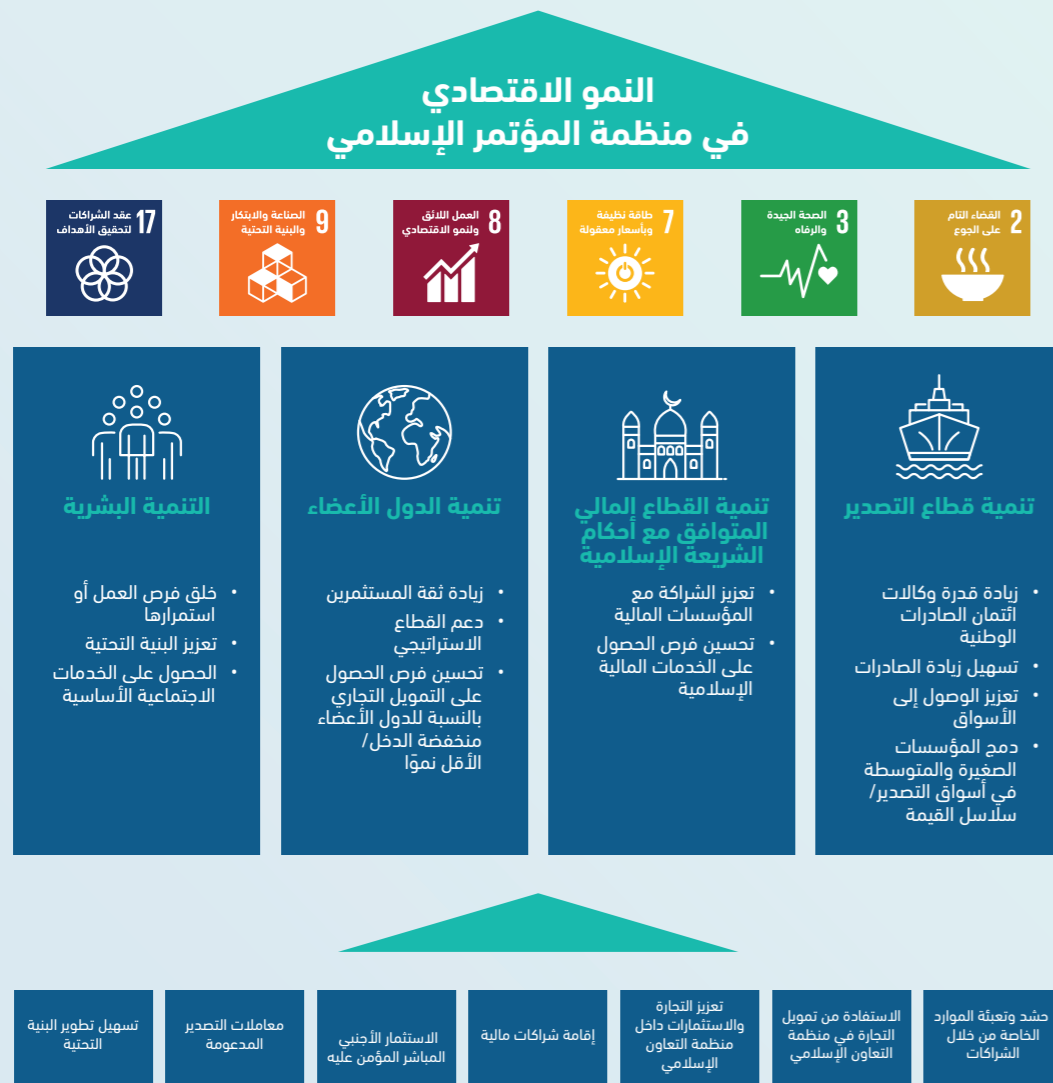 النمو الاقتصادي
في منظمة المؤتمر الإسلامي
2 القضاء التام
على الجوع
3 الصحة الجيدة
والرفاه
7 طاقة نظيفة
وبأسعار معقولة
8 العمل اللائق
ولنمو الاقتصادي
9 الصناعة والابتكار
والبنية التحتية
17 عقد الشراكات
لتحقيق الأهداف
تنمية قطاع التصدير
• زيادة قدرة وكالات
ائتمان الصادرات
الوطنية
• تسهيل زيادة الصادرات
• تعزيز الوصول إلى
الأسواق
• دمج المؤسسات
الصغيرة والمتوسطة
في أسواق التصدير/
سلاسل القيمة
تنمية القطاع المالي
المتوافق مع أحكام
الشريعة الإسلامية
• تعزيز الشراكة مع
المؤسسات المالية
• تحسين فرص الحصول
على الخدمات المالية
الإسلامية
تنمية الدول الأعضاء
• زيادة ثقة المستثمرين
• دعم القطاع
الاستراتيجي
• تحسين فرص الحصول
على التمويل التجاري
بالنسبة للدول الأعضاء
منخفضة الدخل/
الأقل نموًا
التنمية البشرية
• خلق فرص العمل أو
استمرارها
• تعزيز البنية التحتية
• الحصول على الخدمات
الاجتماعية الأساسية
حشد وتعبئة الموارد
الخاصة من خلال
الشراكات
الاستفادة من تمويل
التجارة في منظمة
التعاون الإسلامي
تعزيز التجارة
والاستثمارات داخل
منظمة التعاون
الإسلامي
إقامة شراكات مالية
الاستثمار الأجنبي
المباشر المؤمن عليه
معاملات التصدير
المدعومة
تسهيل تطوير البنية
التحتية